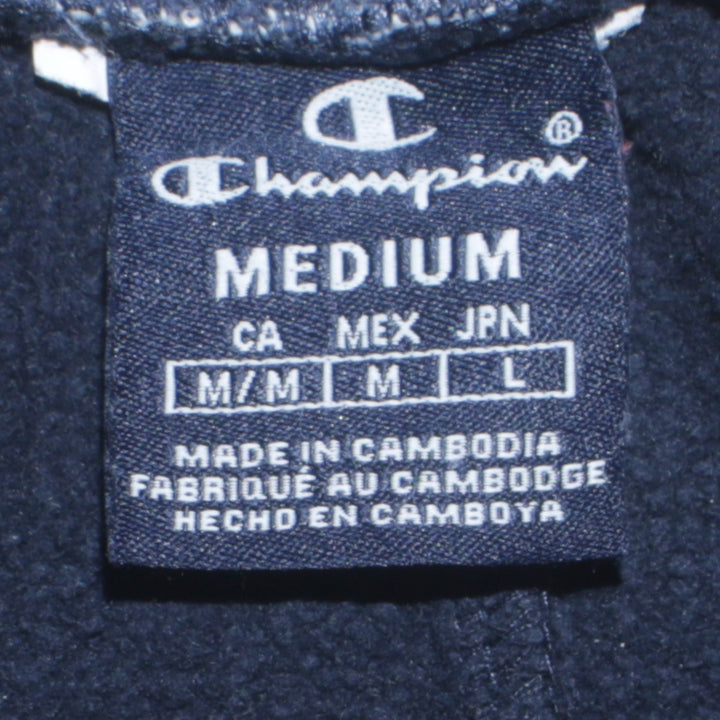 Champion®
MEDIUM
CA MEX JPN
M/M M L
MADE IN CAMBODIA
FABRIQUÉ AU CAMBODGE
HECHO EN CAMBOYA